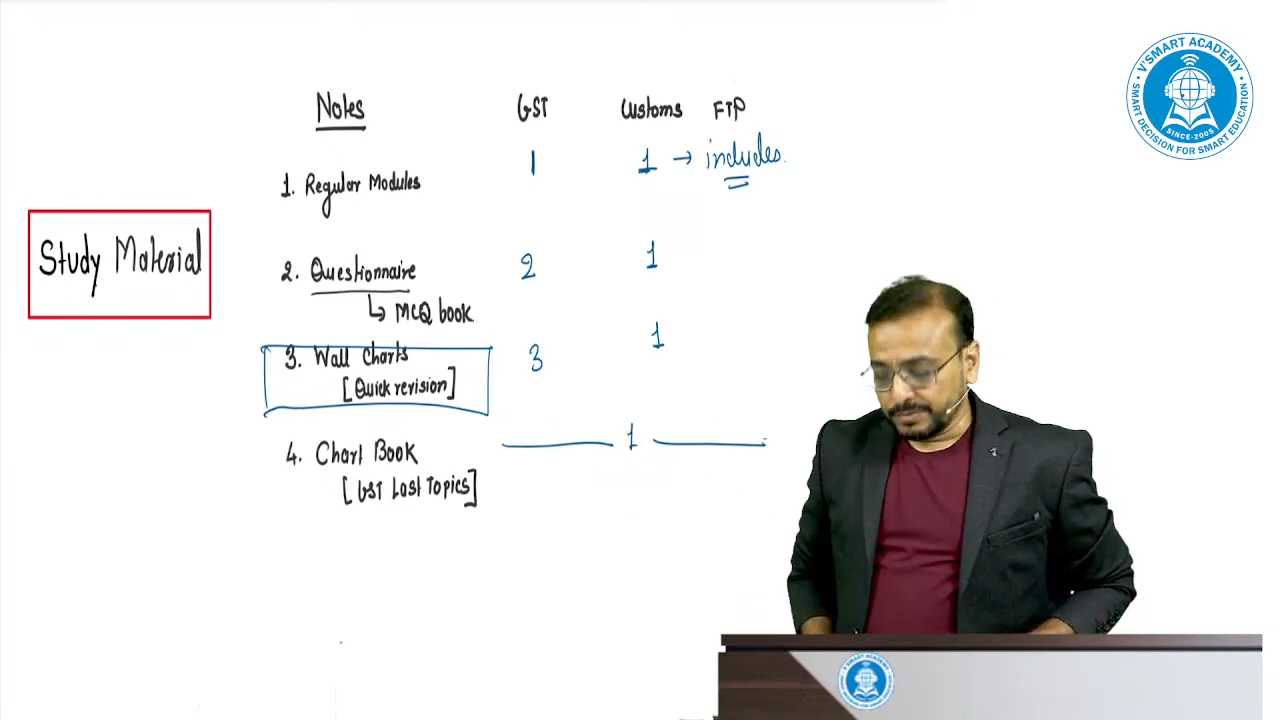 Notes GST Customs FTP
1. Regular Modules 1 1 → includes.
Study Material
2. Questionnaire 2 1
↳ MCQ book
3. Wall Charts 3 1
[Quick revision]
4. Chart Book 1
[GST Last Topics]
V'SMART ACADEMY
SINCE-2005
SMART DECISION FOR SMART EDUCATION
V'SMART ACADEMY